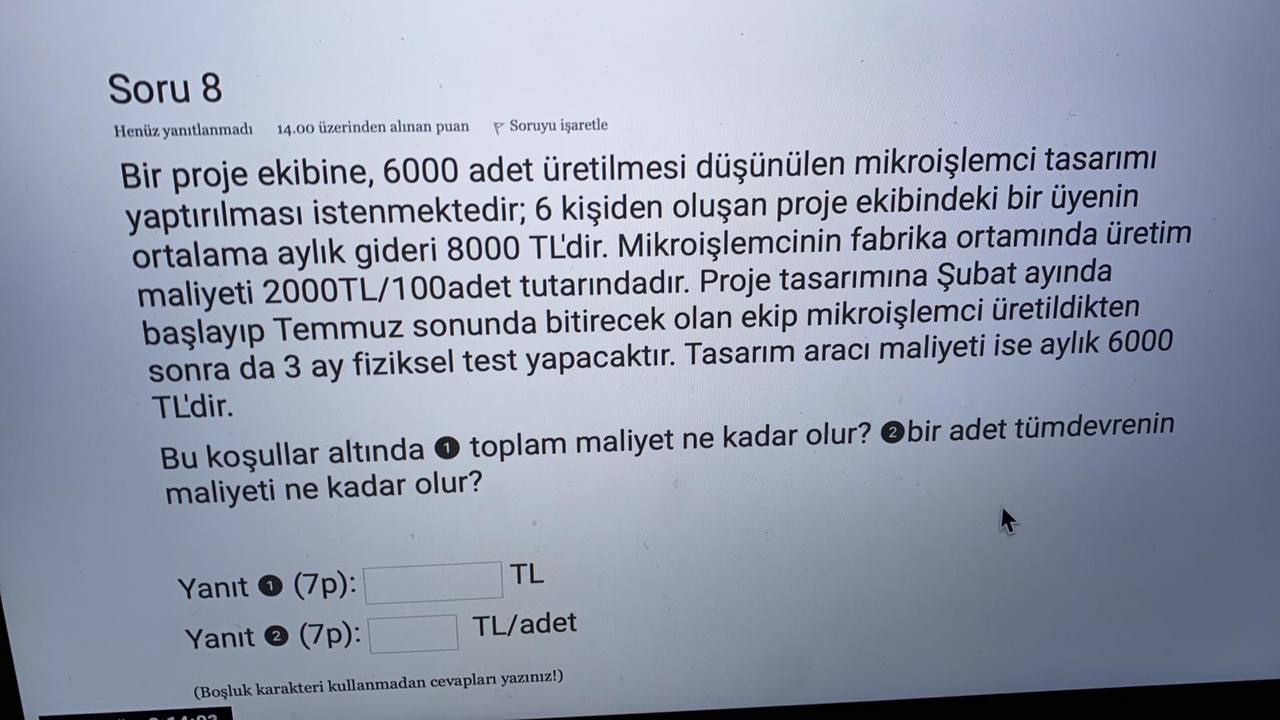 Soru 8
Henüz yanıtlanmadı 14.00 üzerinden alınan puan Soruyu işaretle
Bir proje ekibine, 6000 adet üretilmesi düşünülen mikroişlemci tasarımı
yaptırılması istenmektedir; 6 kişiden oluşan proje ekibindeki bir üyenin
ortalama aylık gideri 8000 TL'dir. Mikroişlemcinin fabrika ortamında üretim
maliyeti 2000TL/100adet tutarındadır. Proje tasarımına Şubat ayında
başlayıp Temmuz sonunda bitirecek olan ekip mikroişlemci üretildikten
sonra da 3 ay fiziksel test yapacaktır. Tasarım aracı maliyeti ise aylık 6000
TL'dir.
Bu koşullar altında ❶ toplam maliyet ne kadar olur? ❷bir adet tümdevrenin
maliyeti ne kadar olur?
Yanıt ❶ (7p): TL
Yanıt ❷ (7p): TL/adet
(Boşluk karakteri kullanmadan cevapları yazınız!)